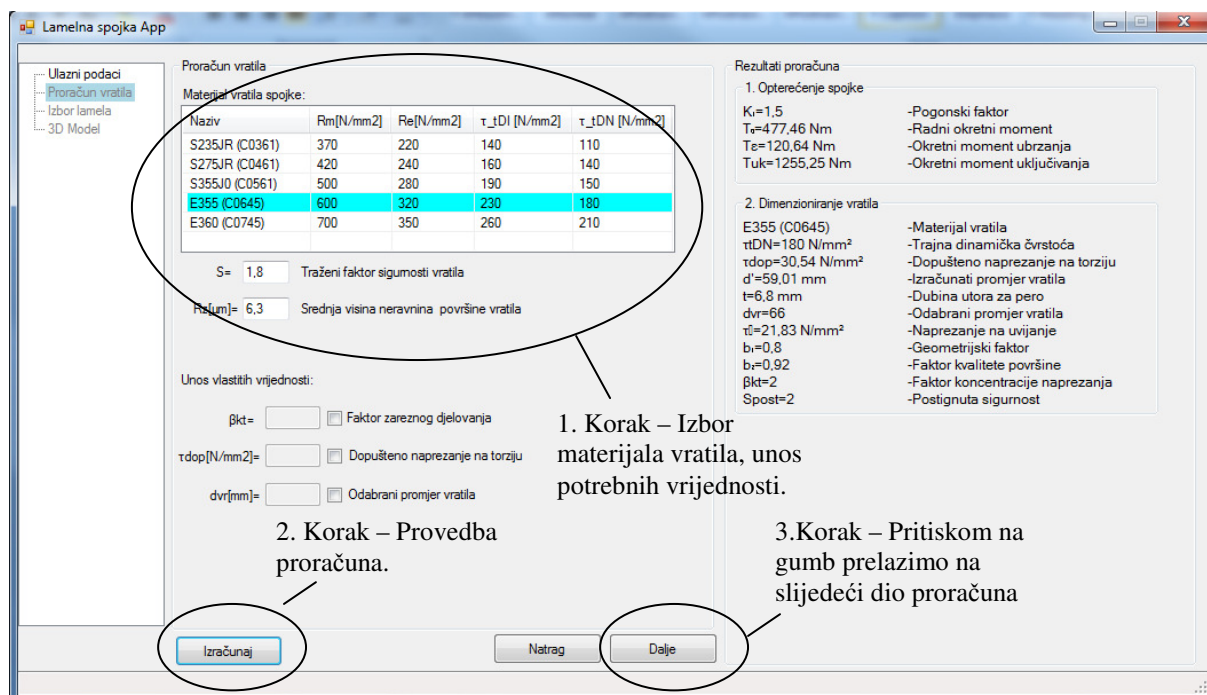 Lamelna spojka App
Ulazni podaci
Proračun vratila
Izbor lamela
3D Model
Proračun vratila
Materijal vratila spojke:
Naziv Rm[N/mm2] Re[N/mm2] τ_tDI [N/mm2] τ_tDN [N/mm2]
S235JR (C0361) 370 220 140 110
S275JR (C0461) 420 240 160 140
S355J0 (C0561) 500 280 190 150
E355 (C0645) 600 320 230 180
E360 (C0745) 700 350 260 210
S= 1,8 Traženi faktor sigurnosti vratila
Rz[μm]= 6,3 Srednja visina neravnina površine vratila
Unos vlastitih vrijednosti:
βkt= Faktor zareznog djelovanja
τdop[N/mm2]= Dopušteno naprezanje na torziju
dvr[mm]= Odabrani promjer vratila
1. Korak – Izbor
materijala vratila, unos
potrebnih vrijednosti.
2. Korak – Provedba
proračuna.
3.Korak – Pritiskom na
gumb prelazimo na
slijedeći dio proračuna
Izračunaj
Natrag
Dalje
Rezultati proračuna
1. Opterećenje spojke
Kı=1,5 -Pogonski faktor
-Radni okretni moment
Tε=120,64 Nm -Okretni moment ubrzanja
Tuk=1255,25 Nm -Okretni moment uključivanja
2. Dimenzioniranje vratila
E355 (C0645) -Materijal vratila
τtDN=180 N/mm² -Trajna dinamička čvrstoća
τdop=30,54 N/mm² -Dopušteno naprezanje na torziju
d'=59,01 mm -Izračunati promjer vratila
t=6,8 mm -Dubina utora za pero
dvr=66 -Odabrani promjer vratila
τ▯=21,83 N/mm² -Naprezanje na uvijanje
b₁=0,8 -Geometrijski faktor
b₂=0,92 -Faktor kvalitete površine
βkt=2 -Faktor koncentracije naprezanja
Spost=2 -Postignuta sigurnost